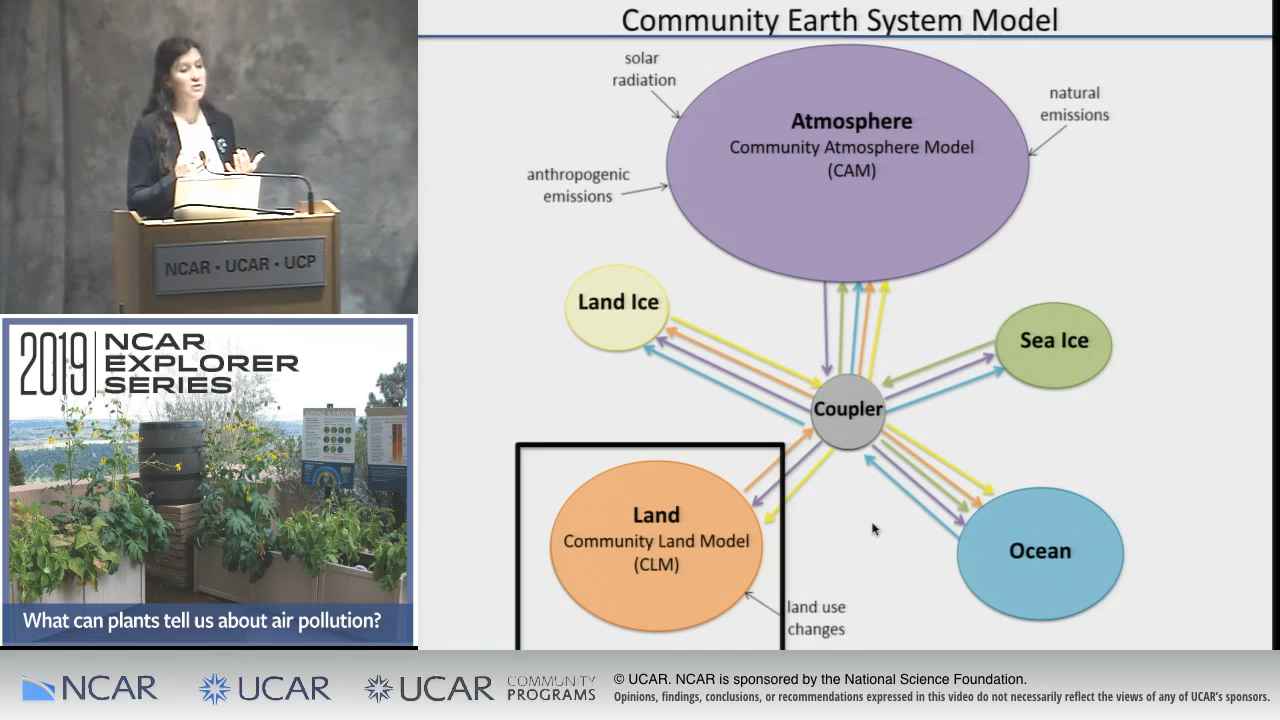 Community Earth System Model
solar
radiation
natural
emissions
Atmosphere
Community Atmosphere Model
(CAM)
anthropogenic
emissions
Land Ice
Sea Ice
Coupler
Land
Community Land Model
(CLM)
Ocean
land use
changes
NCAR • UCAR • UCP
2019
NCAR
EXPLORER
SERIES
What can plants tell us about air pollution?
NCAR
UCAR
UCAR
COMMUNITY
PROGRAMS
© UCAR. NCAR is sponsored by the National Science Foundation.
Opinions, findings, conclusions, or recommendations expressed in this video do not necessarily reflect the views of any of UCAR's sponsors.